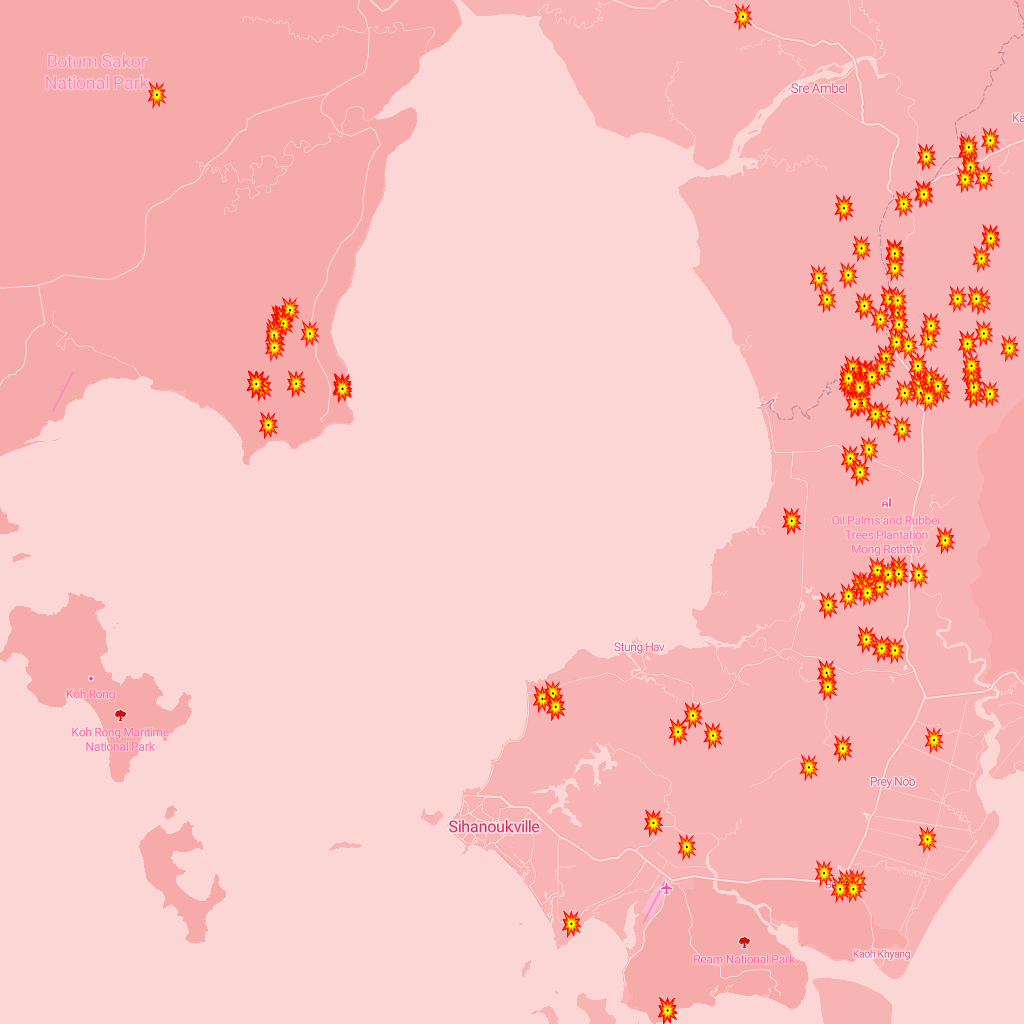 Botum Sakor
National Park
Sre Ambel
Ka
Oil Palms and Rubber
Trees Plantation
Mong Reththy
Stung Hav
Koh Rong
Koh Rong Maritime
National Park
Prey Nob
Sihanoukville
Ream National Park
Kaoh Khyang